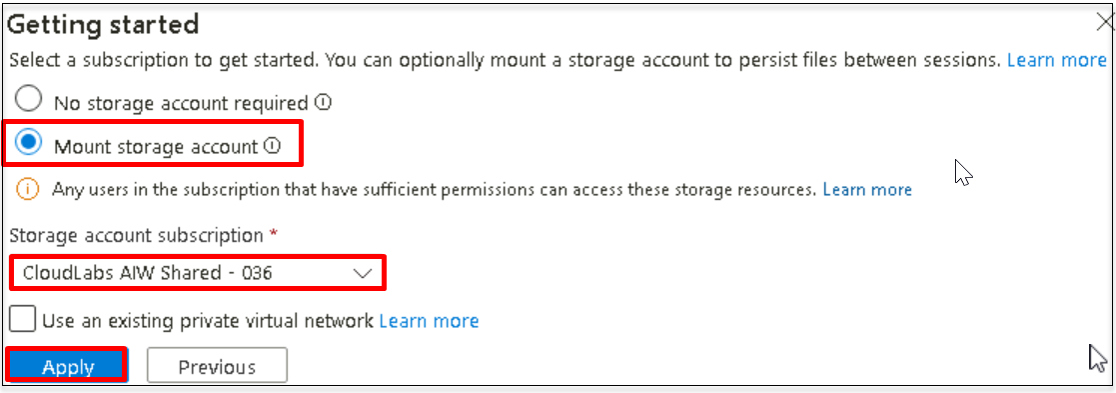 Getting started
Select a subscription to get started. You can optionally mount a storage account to persist files between sessions. Learn more
No storage account required
Mount storage account
Any users in the subscription that have sufficient permissions can access these storage resources. Learn more
Storage account subscription *
CloudLabs AIW Shared - 036
Use an existing private virtual network Learn more
Apply Previous